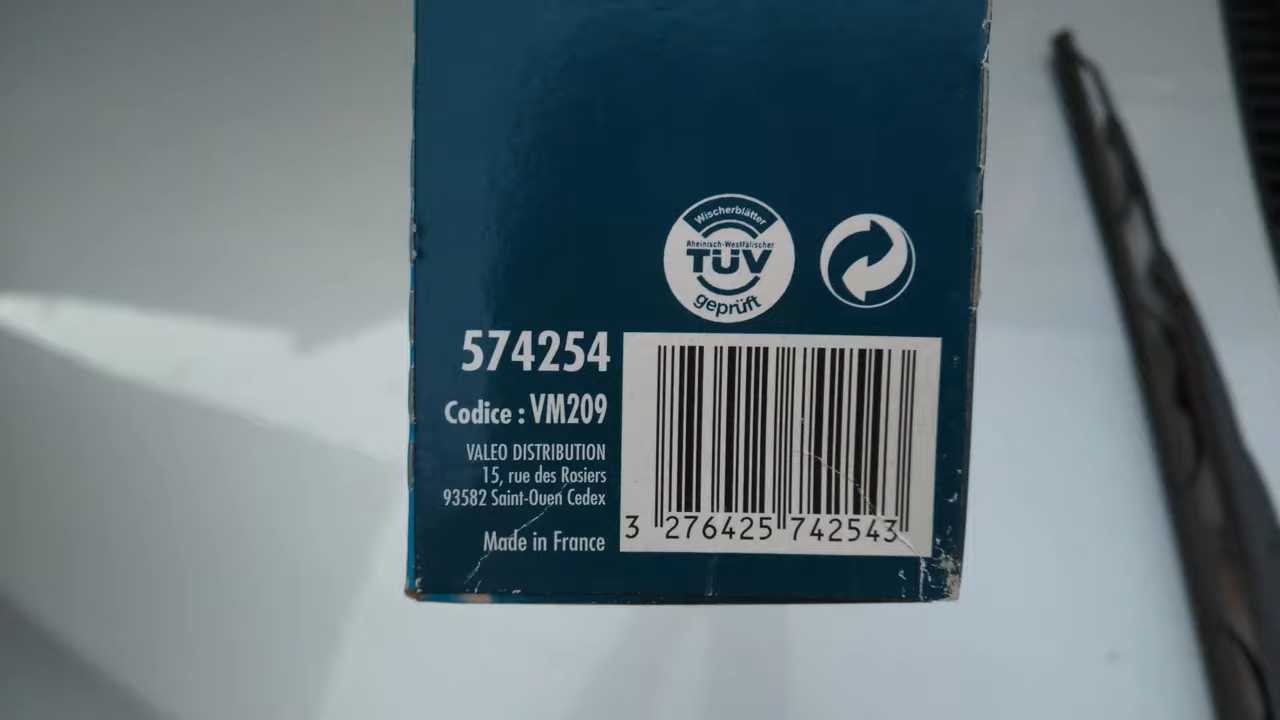 Wischerblätter
Rheinisch-Westfälischer
TÜV
geprüft
574254
Codice : VM209
VALEO DISTRIBUTION
15, rue des Rosiers
93582 Saint-Ouen Cedex
Made in France
3 276425 742543